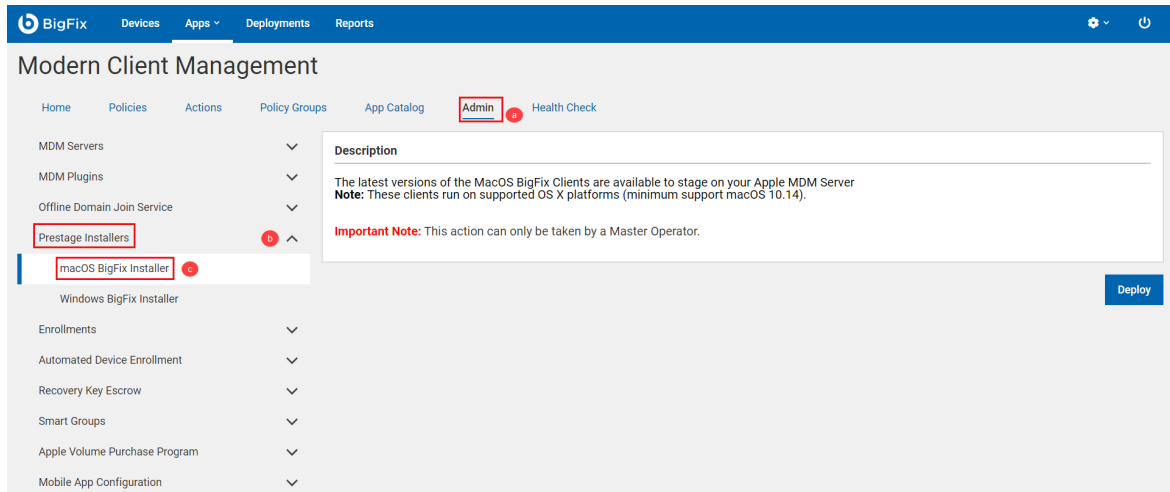 BigFix Devices Apps Deployments Reports
Modern Client Management
Home Policies Actions Policy Groups App Catalog Admin a Health Check
MDM Servers
MDM Plugins
Offline Domain Join Service
Prestage Installers b
macOS BigFix Installer c
Windows BigFix Installer
Enrollments
Automated Device Enrollment
Recovery Key Escrow
Smart Groups
Apple Volume Purchase Program
Mobile App Configuration
Description
The latest versions of the MacOS BigFix Clients are available to stage on your Apple MDM Server
Note: These clients run on supported OS X platforms (minimum support macOS 10.14).
Important Note: This action can only be taken by a Master Operator.
Deploy